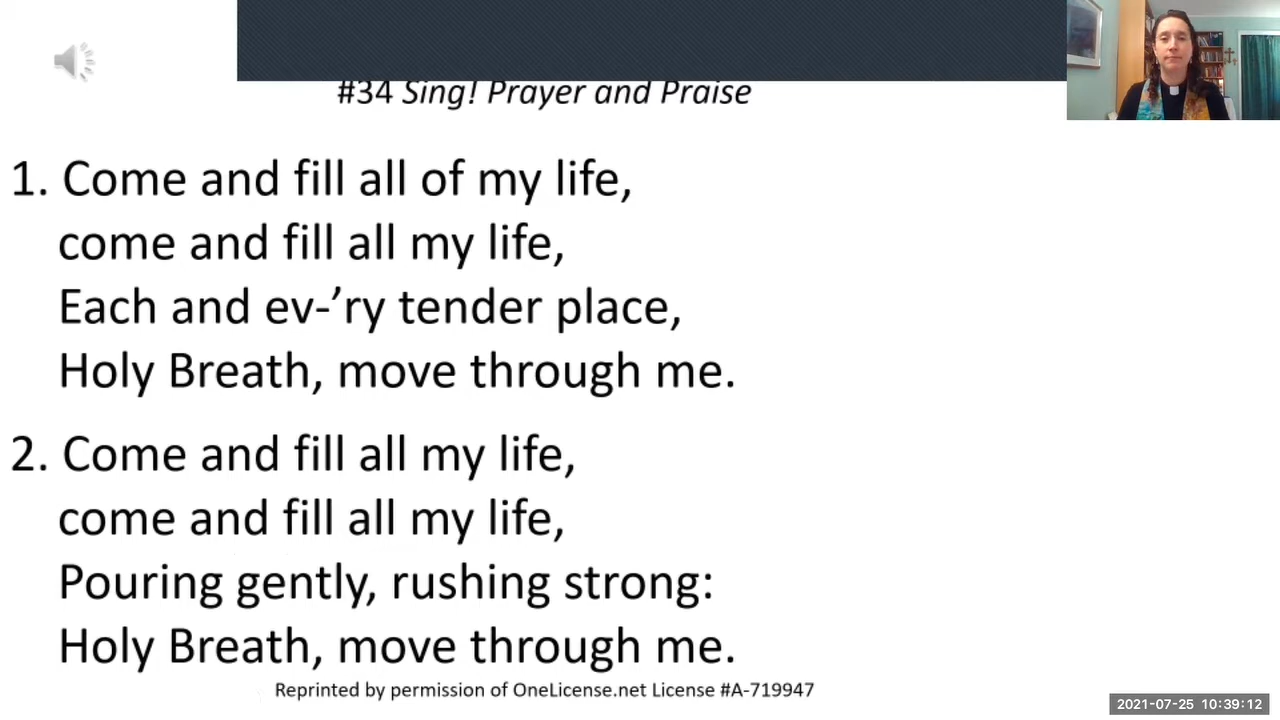 #34 Sing! Prayer and Praise
1. Come and fill all of my life,
come and fill all my life,
Each and ev-’ry tender place,
Holy Breath, move through me.
2. Come and fill all my life,
come and fill all my life,
Pouring gently, rushing strong:
Holy Breath, move through me.
Reprinted by permission of OneLicense.net License #A-719947
2021-07-25 10:39:12